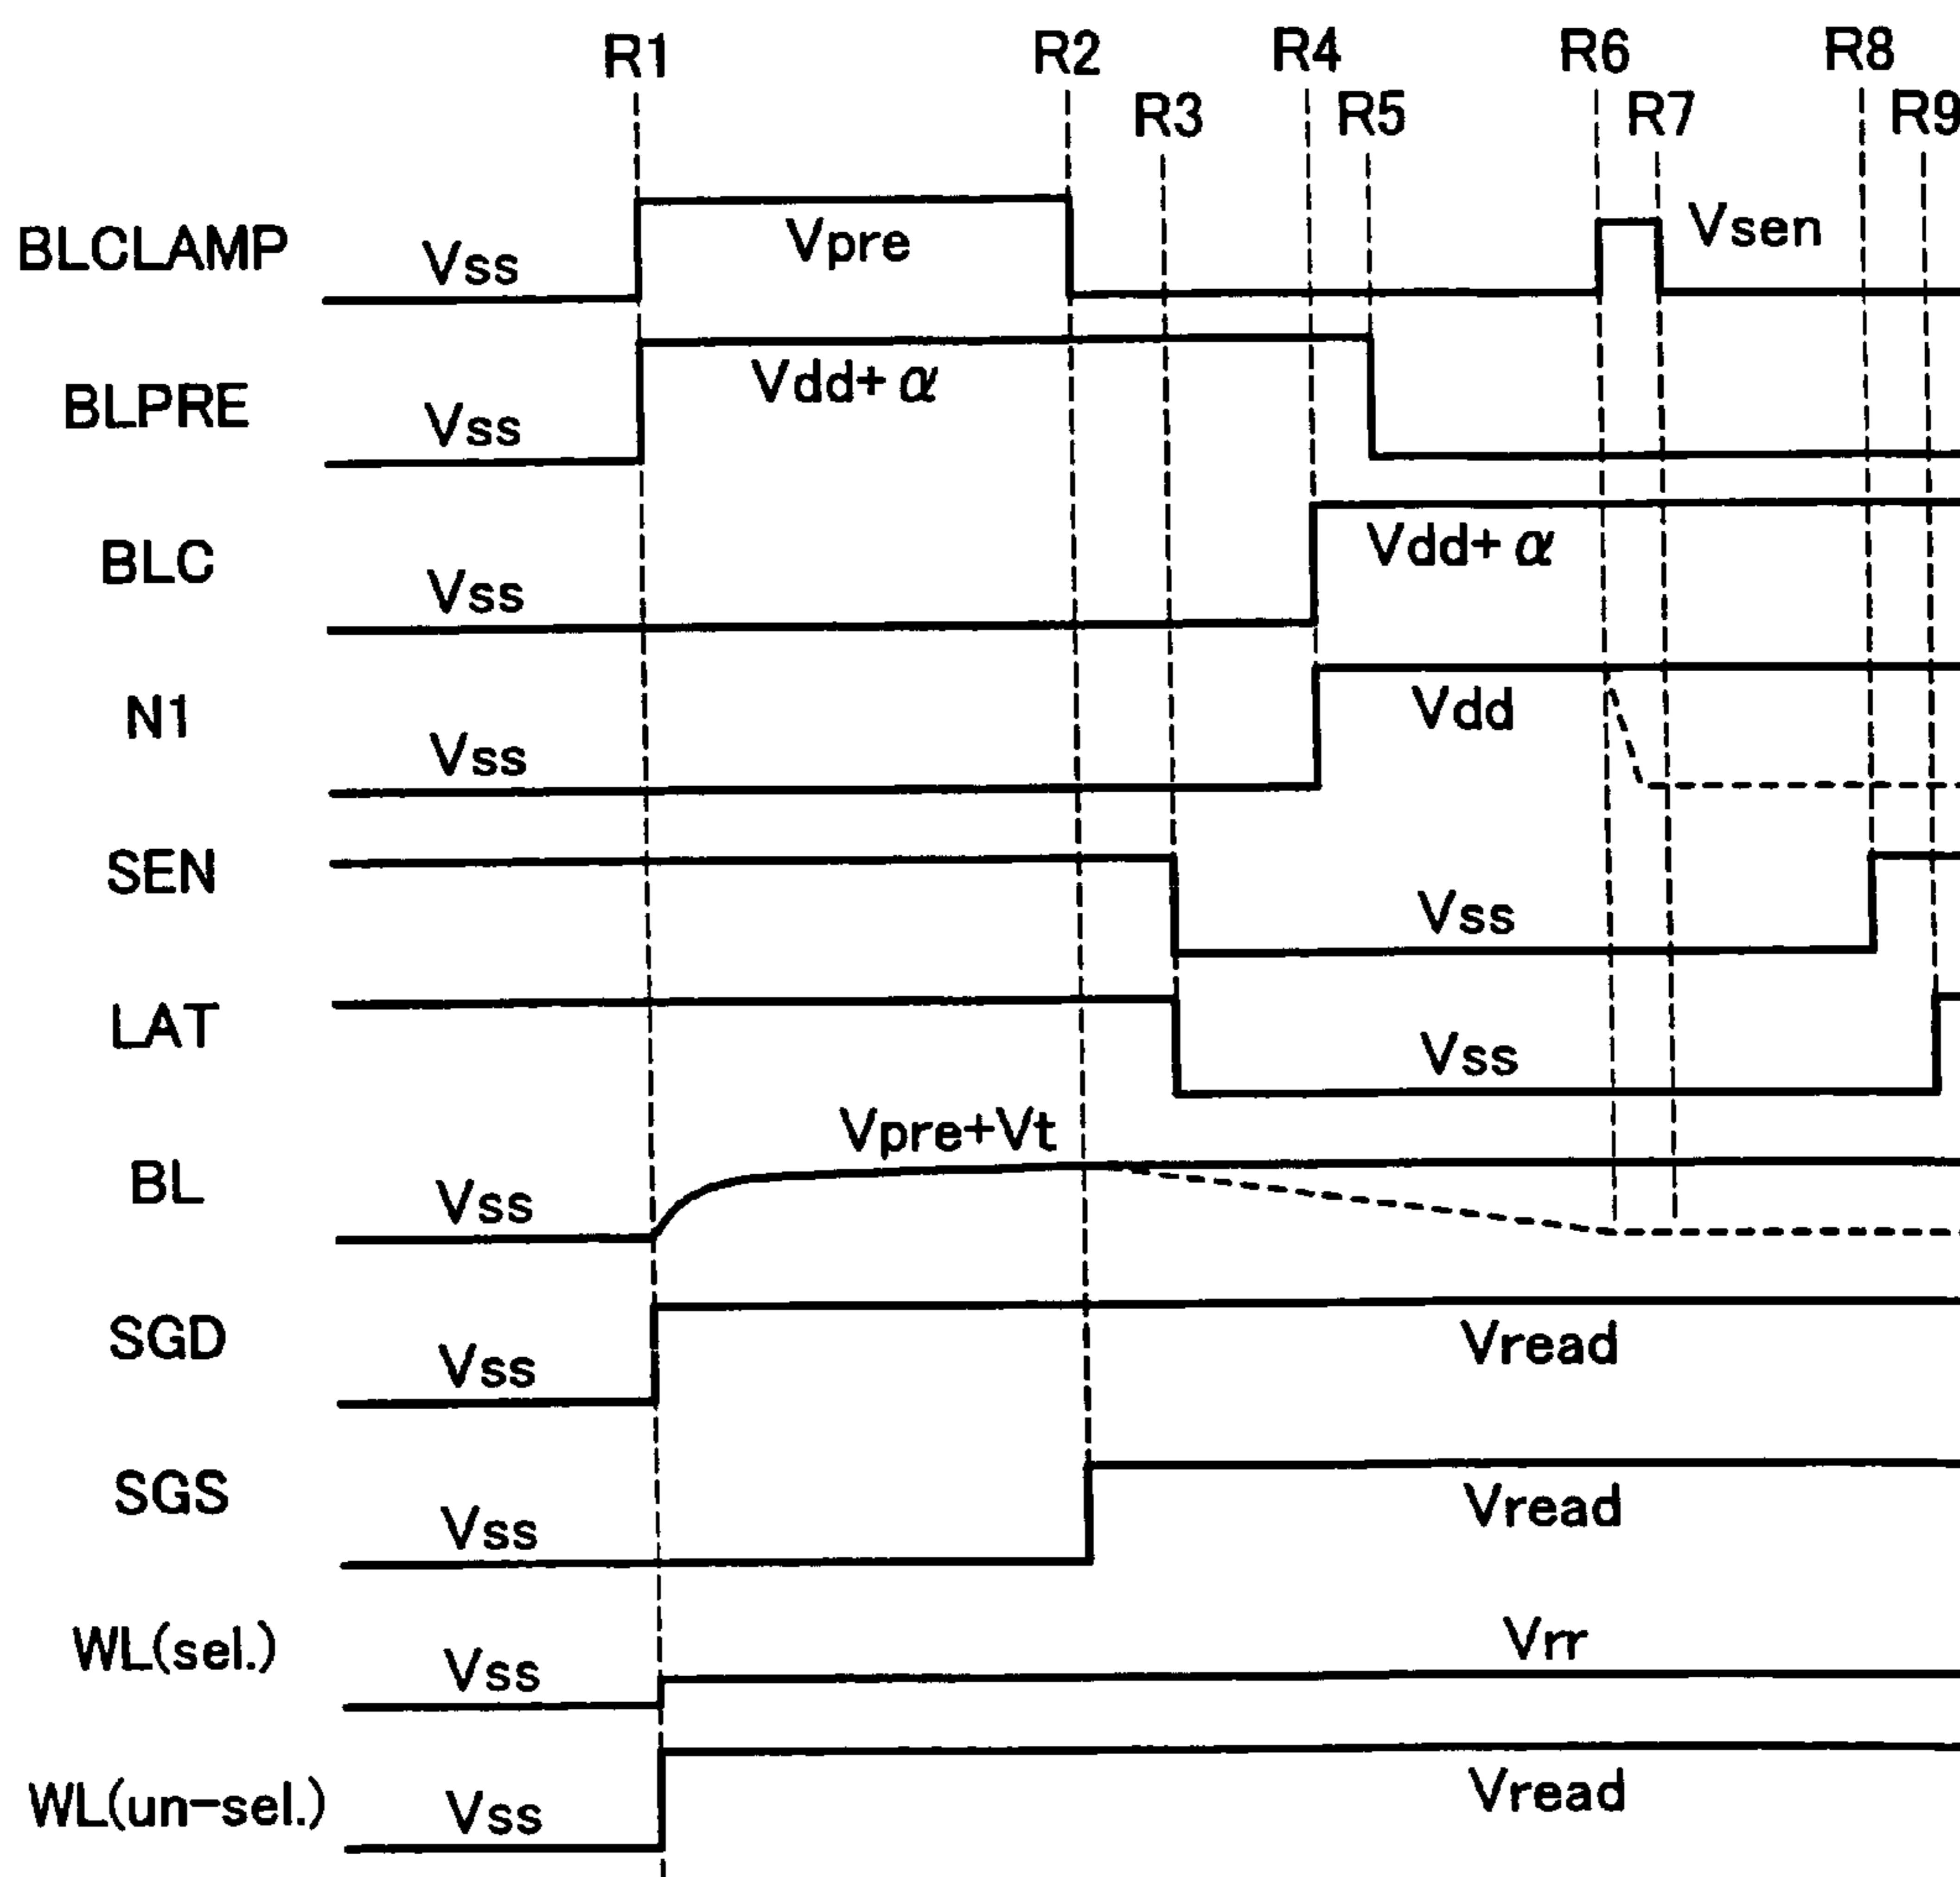 R1 R2 R4 R6 R8
R3 R5 R7 R9
BLCLAMP Vss Vpre Vsen
BLPRE Vss Vdd+α
BLC Vss Vdd+α
N1 Vss Vdd
SEN Vss
LAT Vss
BL Vss Vpre+Vt
SGD Vss Vread
SGS Vss Vread
WL(sel.) Vss Vrr
WL(un-sel.) Vss Vread